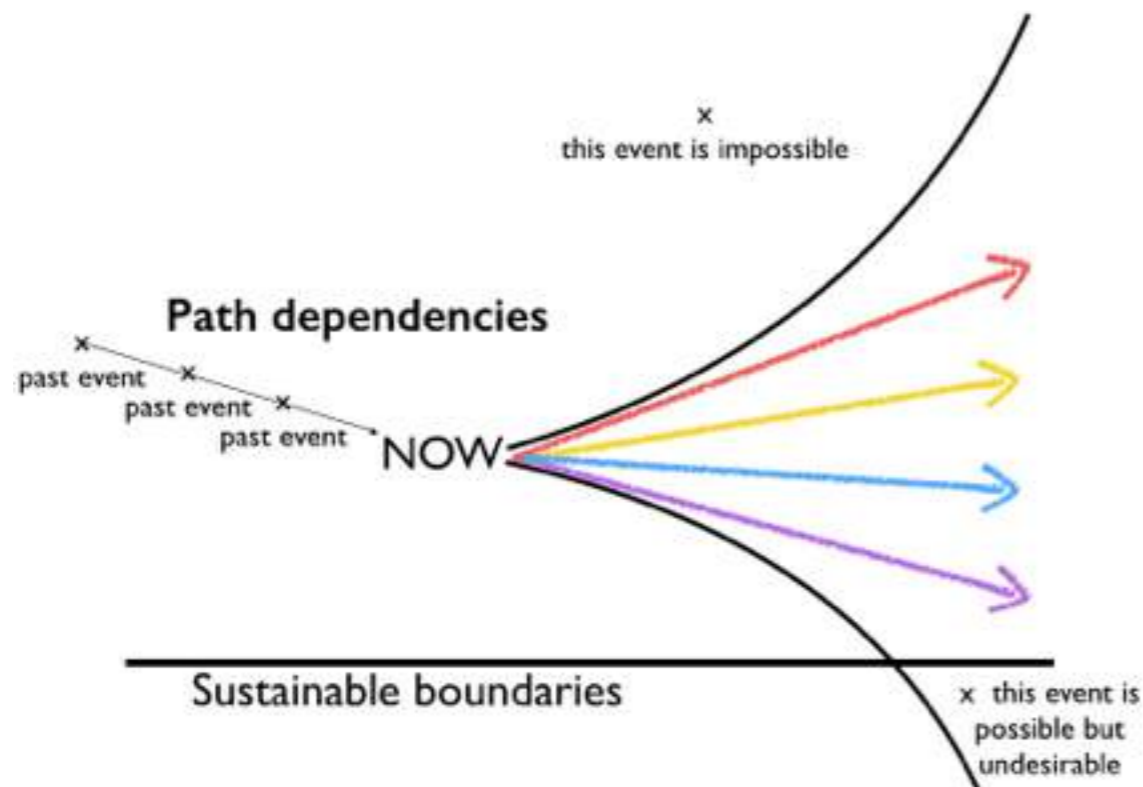 x
this event is impossible
Path dependencies
x
past event
x
past event
x
past event
NOW
Sustainable boundaries
x this event is
possible but
undesirable